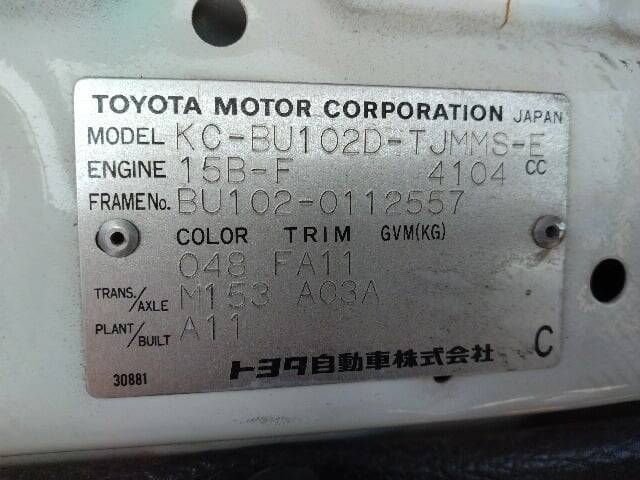 TOYOTA MOTOR CORPORATION JAPAN
MODEL KC-BU102D-TJMMS-E
ENGINE 15B-F 4104 CC
FRAME No. BU102-0112557
COLOR TRIM GVM(KG)
048 FA11
TRANS./AXLE M153 A03A
PLANT/BUILT A11
トヨタ自動車株式会社 C
30881